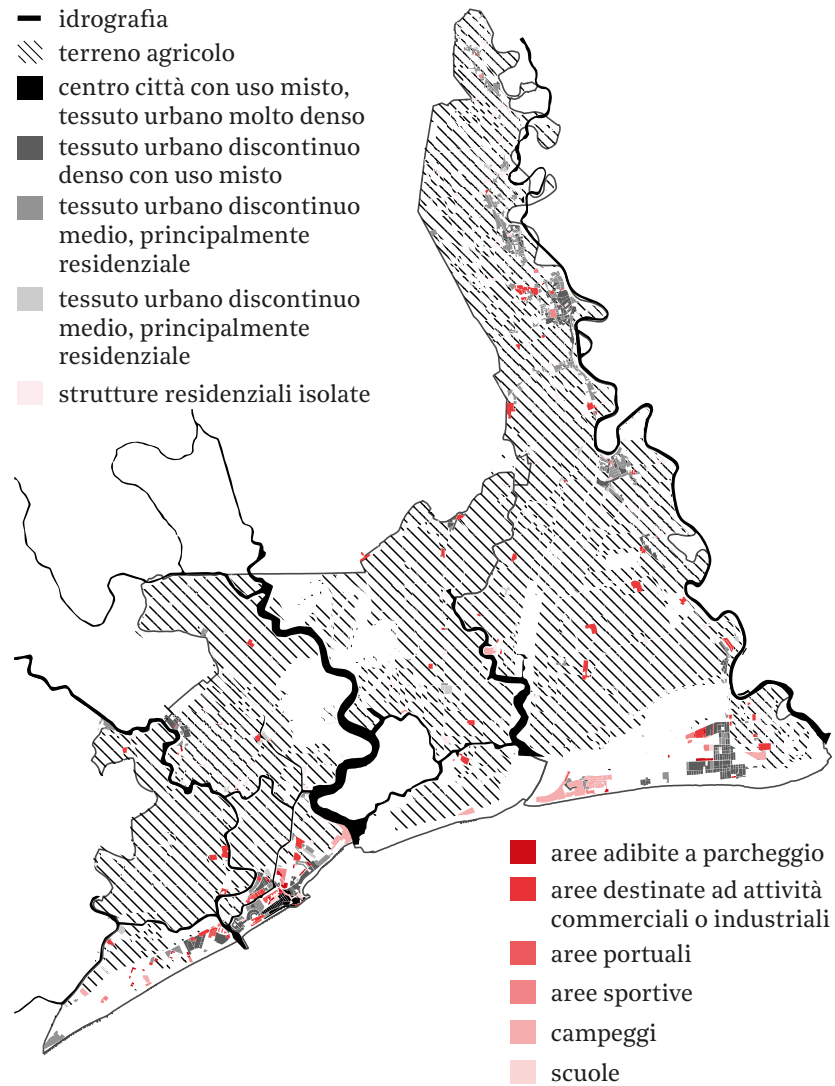 idrografia
terreno agricolo
centro città con uso misto,
tessuto urbano molto denso
tessuto urbano discontinuo
denso con uso misto
tessuto urbano discontinuo
medio, principalmente
residenziale
tessuto urbano discontinuo
medio, principalmente
residenziale
strutture residenziali isolate
aree adibite a parcheggio
aree destinate ad attività
commerciali o industriali
aree portuali
aree sportive
campeggi
scuole